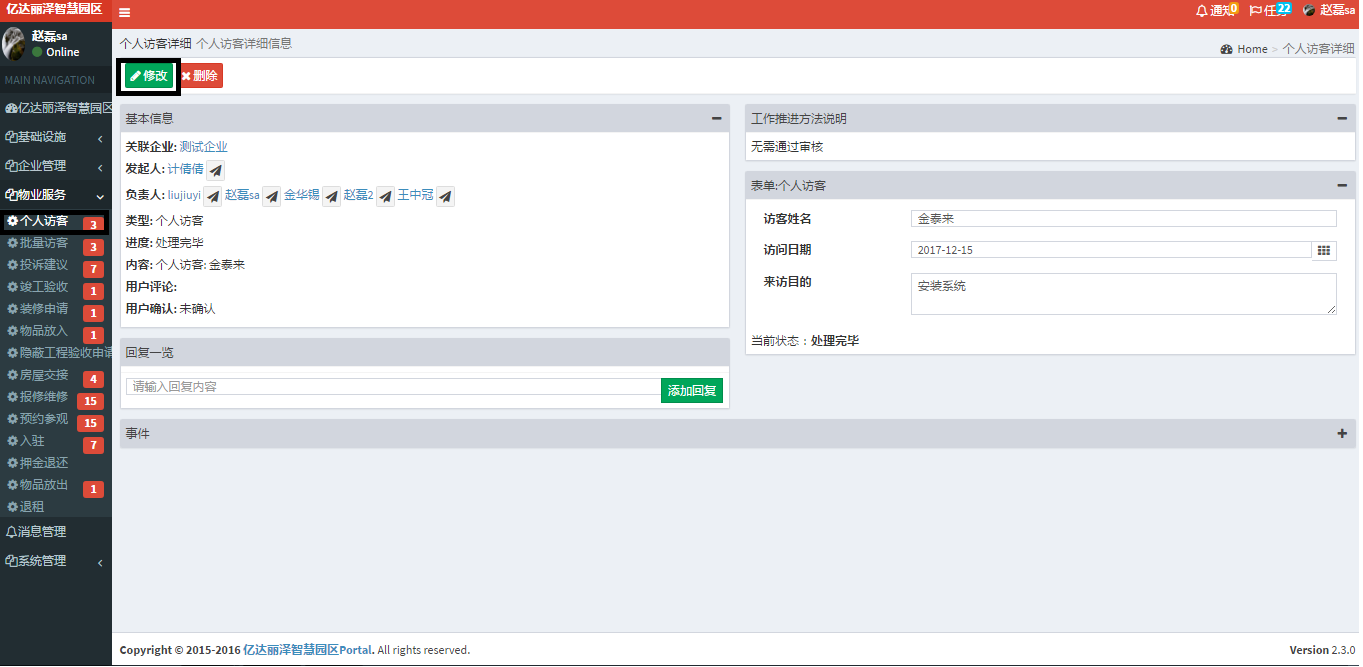 亿达丽泽智慧园区
通知 0 任务 22 赵磊sa
赵磊sa
Online
MAIN NAVIGATION
亿达丽泽智慧园区
基础设施
企业管理
物业服务
个人访客 3
批量访客 3
投诉建议 7
竣工验收 1
装修申请 1
物品放入 1
隐蔽工程验收申请
房屋交接 4
报修维修 15
预约参观 15
入驻 7
押金退还
物品放出 1
退租
消息管理
系统管理
个人访客详细 个人访客详细信息
Home > 个人访客详细
修改 删除
基本信息
关联企业: 测试企业
发起人: 计倩倩
负责人: liujiuyi 赵磊sa 金华锡 赵磊2 王中冠
类型: 个人访客
进度: 处理完毕
内容: 个人访客: 金泰来
用户评论:
用户确认: 未确认
回复一览
请输入回复内容 添加回复
工作推进方法说明
无需通过审核
表单:个人访客
访客姓名 金泰来
访问日期 2017-12-15
来访目的 安装系统
当前状态：处理完毕
事件
Copyright © 2015-2016 亿达丽泽智慧园区Portal. All rights reserved.
Version 2.3.0